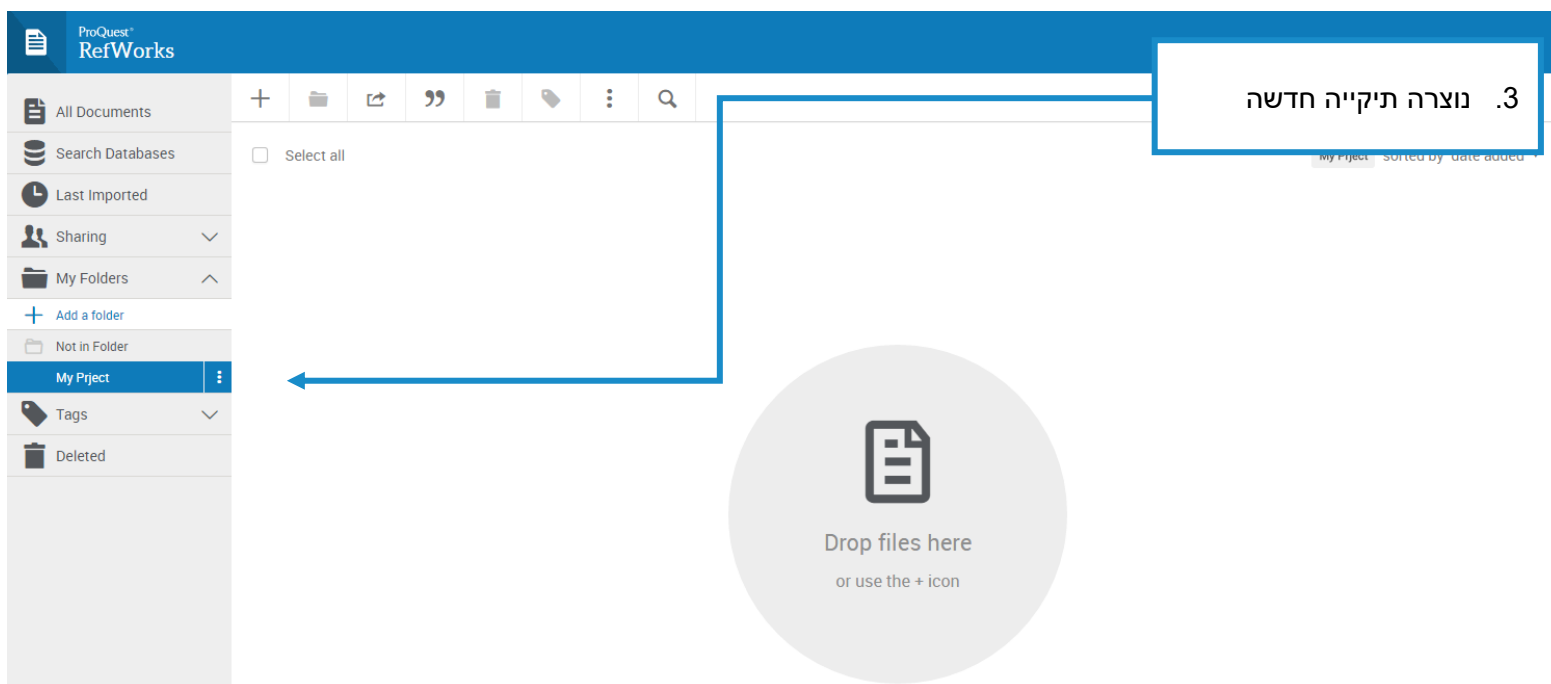 ProQuest®
RefWorks
3. נוצרה תיקייה חדשה
All Documents
Search Databases
Last Imported
Sharing
My Folders
Add a folder
Not in Folder
My Prject
Tags
Deleted
Select all
My Prject sorted by date added
Drop files here
or use the + icon